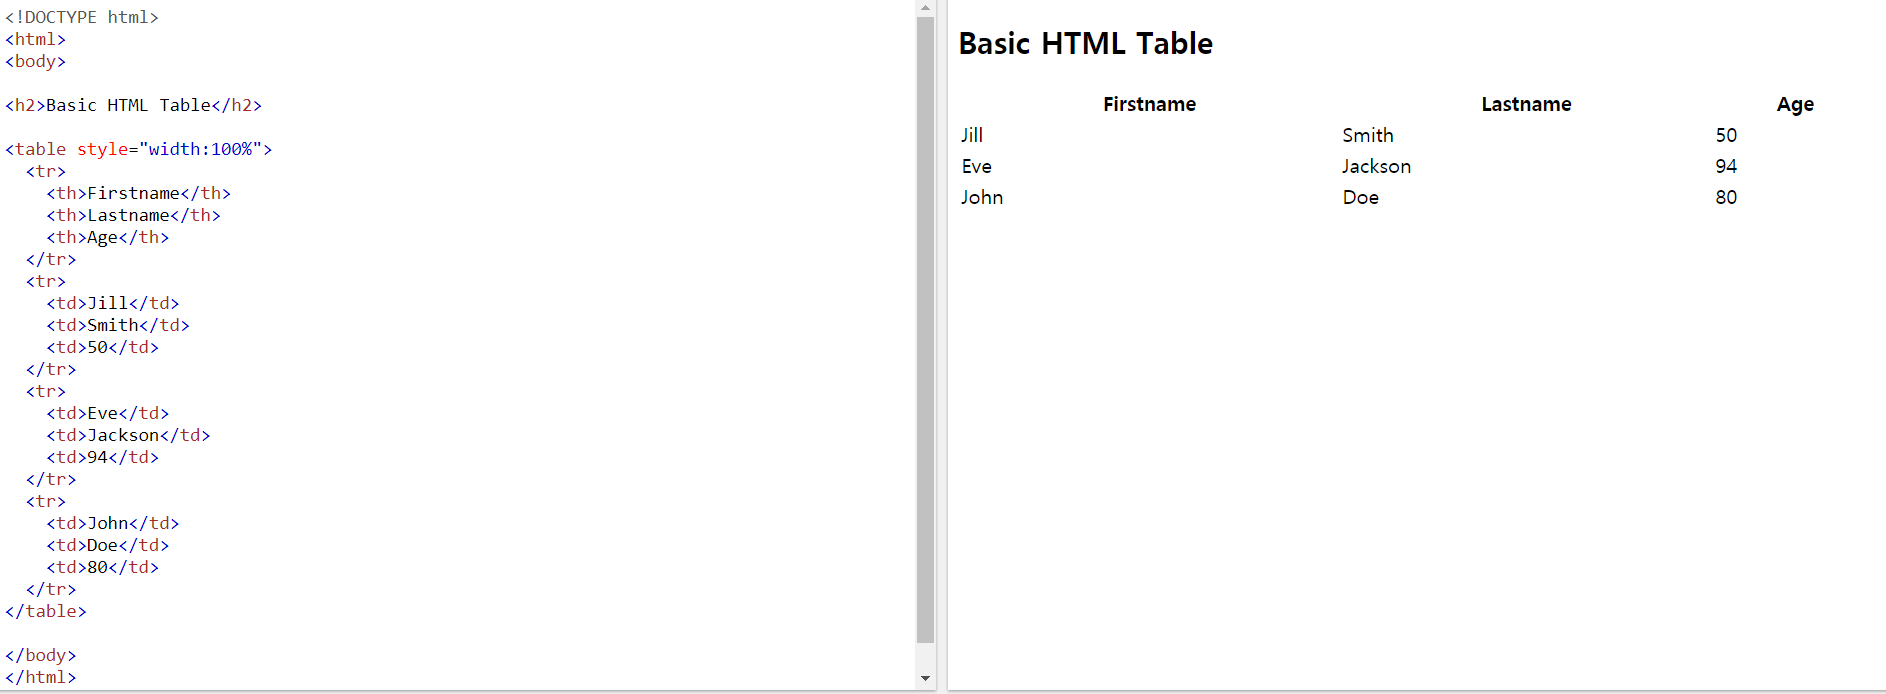 <!DOCTYPE html>
<html>
<body>

<h2>Basic HTML Table</h2>

<table style="width:100%">
  <tr>
    <th>Firstname</th>
    <th>Lastname</th>
    <th>Age</th>
  </tr>
  <tr>
    <td>Jill</td>
    <td>Smith</td>
    <td>50</td>
  </tr>
  <tr>
    <td>Eve</td>
    <td>Jackson</td>
    <td>94</td>
  </tr>
  <tr>
    <td>John</td>
    <td>Doe</td>
    <td>80</td>
  </tr>
</table>

</body>
</html>
Basic HTML Table
Firstname Lastname Age
Jill Smith 50
Eve Jackson 94
John Doe 80